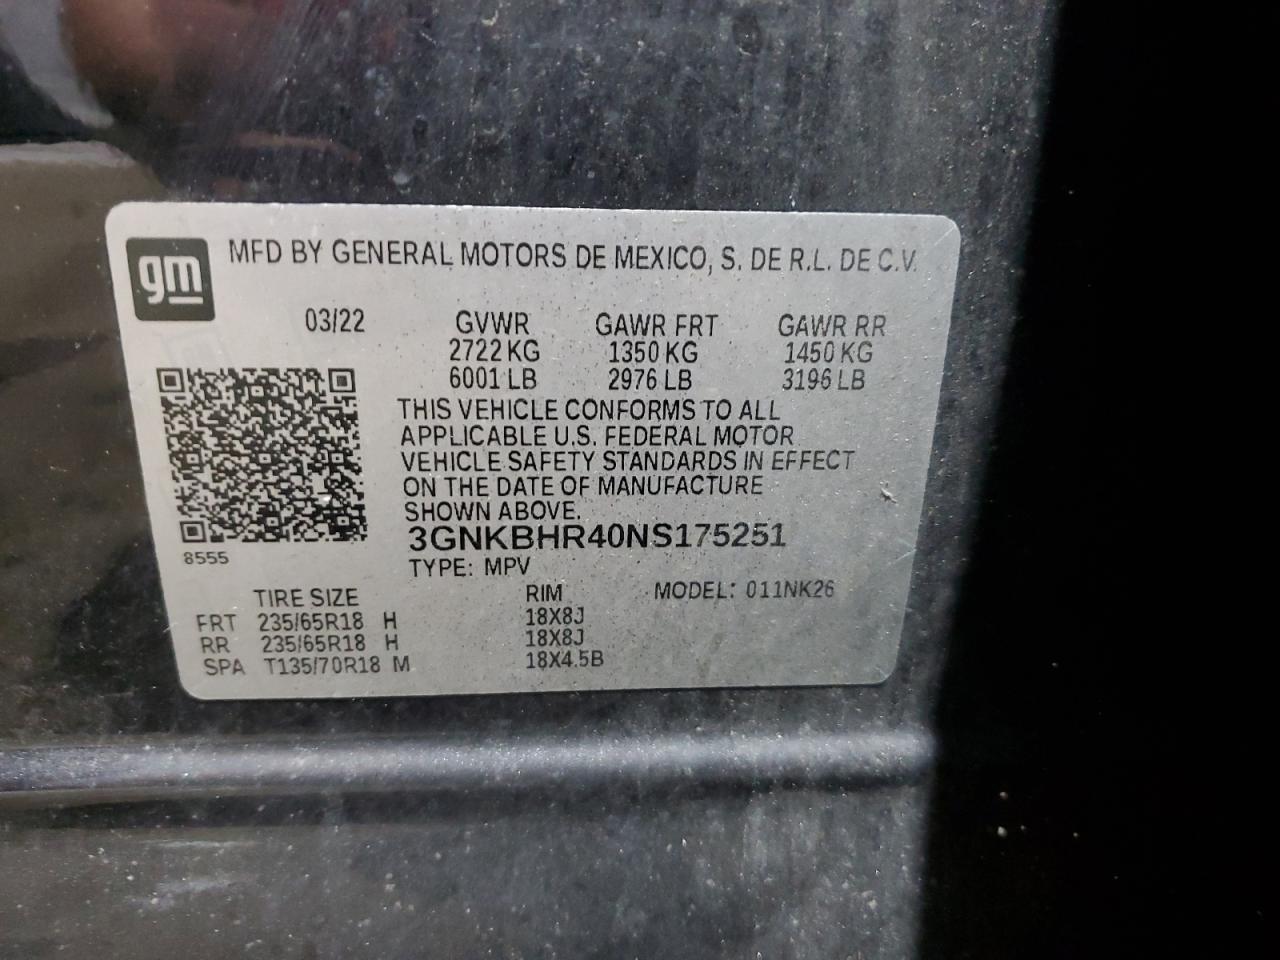 gm
MFD BY GENERAL MOTORS DE MEXICO, S. DE R.L. DE C.V.
03/22 GVWR GAWR FRT GAWR RR
2722 KG 1350 KG 1450 KG
6001 LB 2976 LB 3196 LB
THIS VEHICLE CONFORMS TO ALL
APPLICABLE U.S. FEDERAL MOTOR
VEHICLE SAFETY STANDARDS IN EFFECT
ON THE DATE OF MANUFACTURE
SHOWN ABOVE.
3GNKBHR40NS175251
8555
TYPE: MPV
TIRE SIZE RIM MODEL: 011NK26
FRT 235/65R18 H 18X8J
RR 235/65R18 H 18X8J
SPA T135/70R18 M 18X4.5B